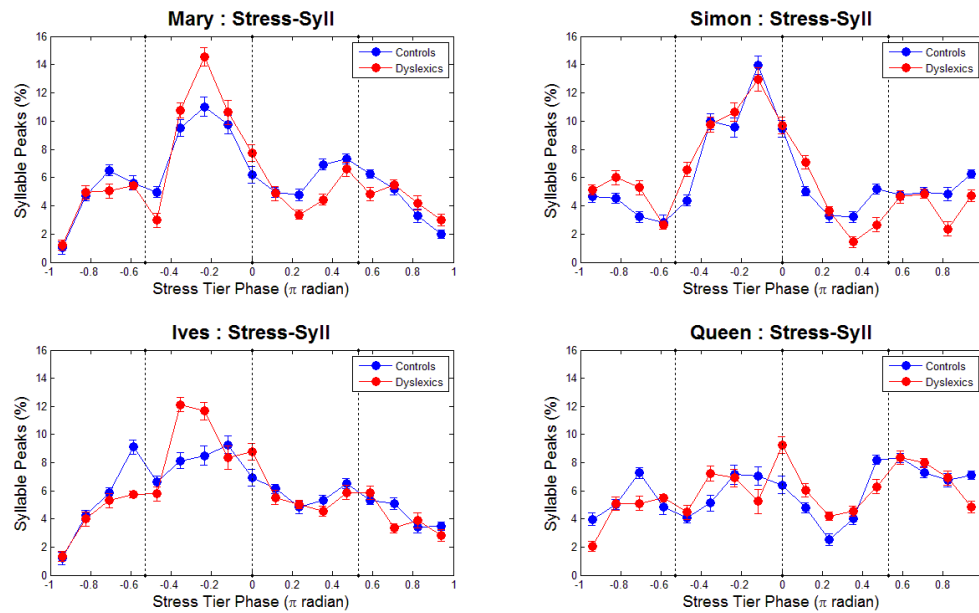 Mary : Stress-Syll
16
14
12
10
8
6
4
2
0
Syllable Peaks (%)
Controls
Dyslexics
-1 -0.8 -0.6 -0.4 -0.2 0 0.2 0.4 0.6 0.8 1
Stress Tier Phase (π radian)
Simon : Stress-Syll
16
14
12
10
8
6
4
2
0
Syllable Peaks (%)
Controls
Dyslexics
-1 -0.8 -0.6 -0.4 -0.2 0 0.2 0.4 0.6 0.8
Stress Tier Phase (π radian)
Ives : Stress-Syll
16
14
12
10
8
6
4
2
0
Syllable Peaks (%)
Controls
Dyslexics
-1 -0.8 -0.6 -0.4 -0.2 0 0.2 0.4 0.6 0.8 1
Stress Tier Phase (π radian)
Queen : Stress-Syll
16
14
12
10
8
6
4
2
0
Syllable Peaks (%)
Controls
Dyslexics
-1 -0.8 -0.6 -0.4 -0.2 0 0.2 0.4 0.6 0.8
Stress Tier Phase (π radian)